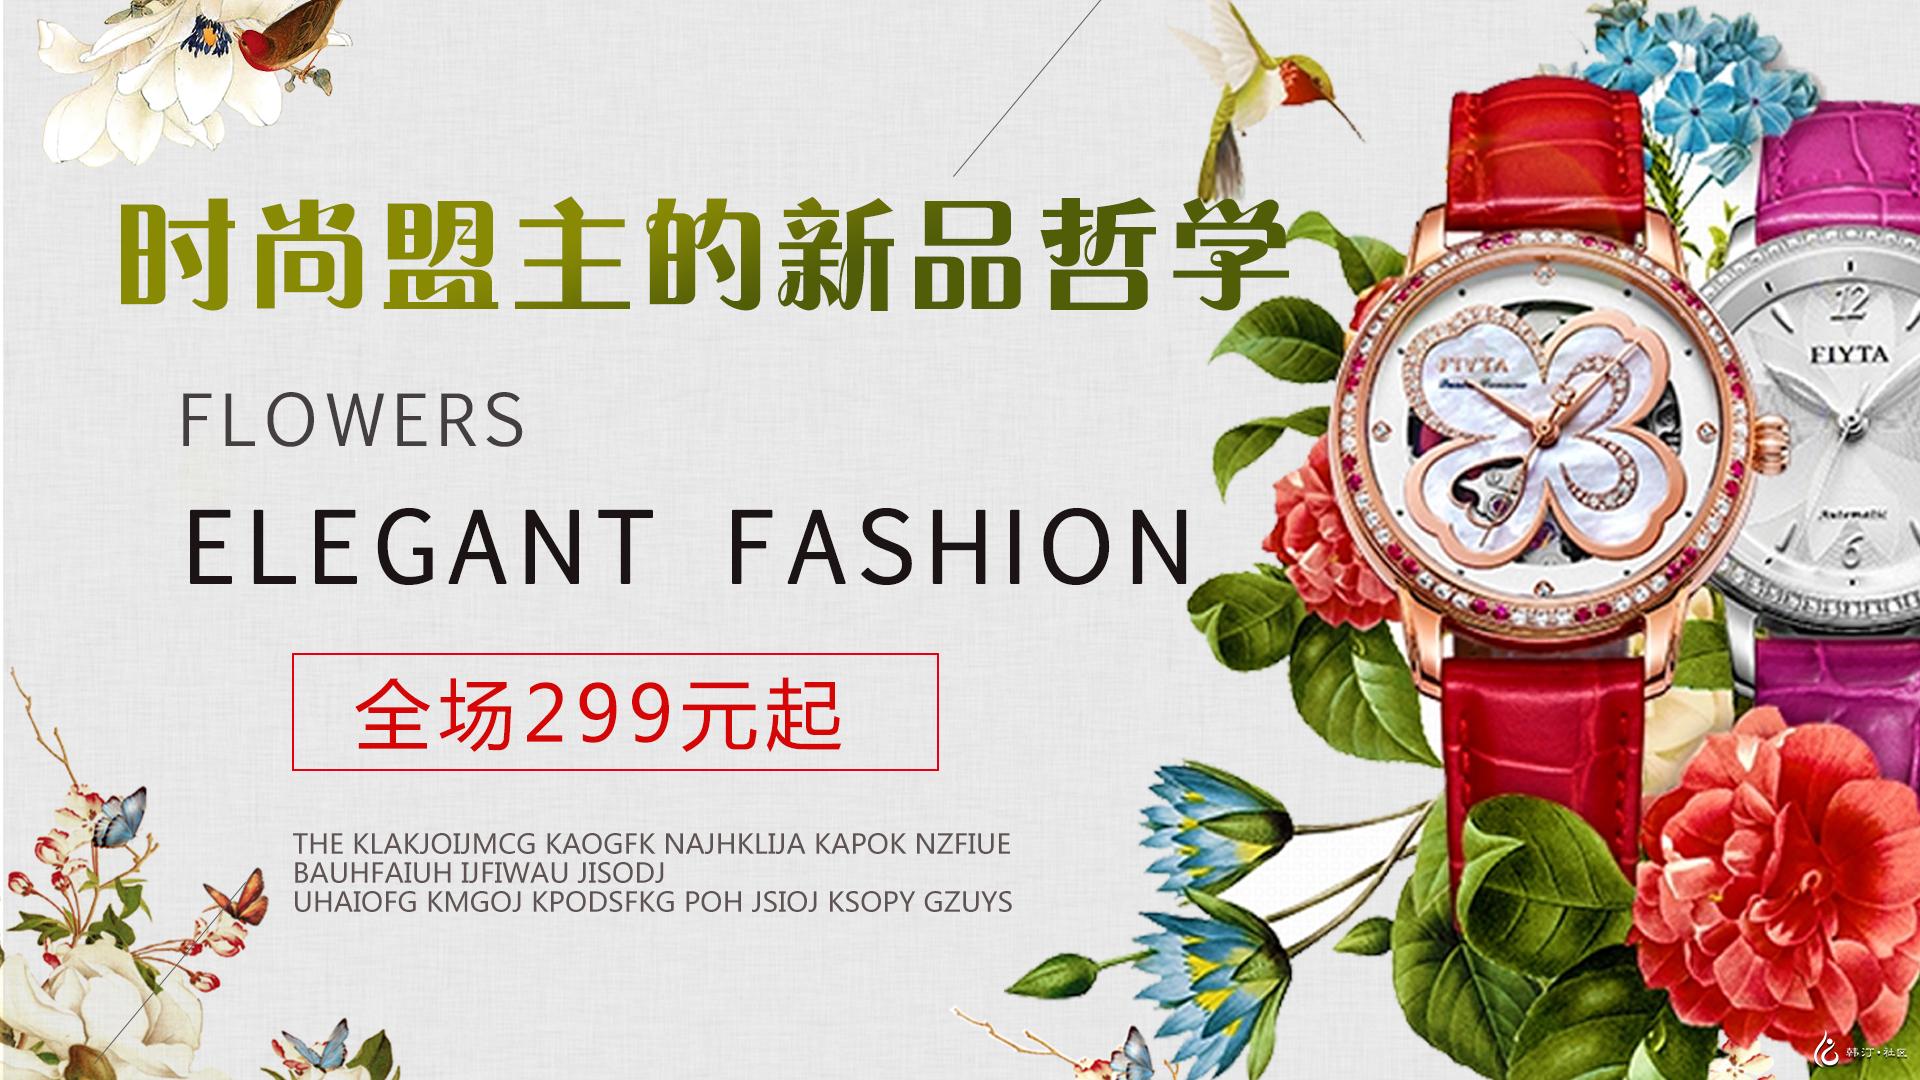 时尚盟主的新品哲学
FLOWERS
ELEGANT FASHION
全场299元起
THE KLAKJOIJMCG KAOGFK NAJHKLIJA KAPOK NZFIUE
BAUHFAIUH IJFIWAU JISODJ
UHAIOFG KMGOJ KPODSFKG POH JSIOJ KSOPY GZUYS
FIYTA
12
FIYTA
Automatic
6
韩汀·社区